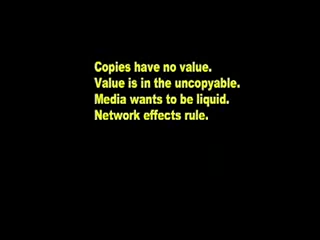 Copies have no value.
Value is in the uncopyable.
Media wants to be liquid.
Network effects rule.